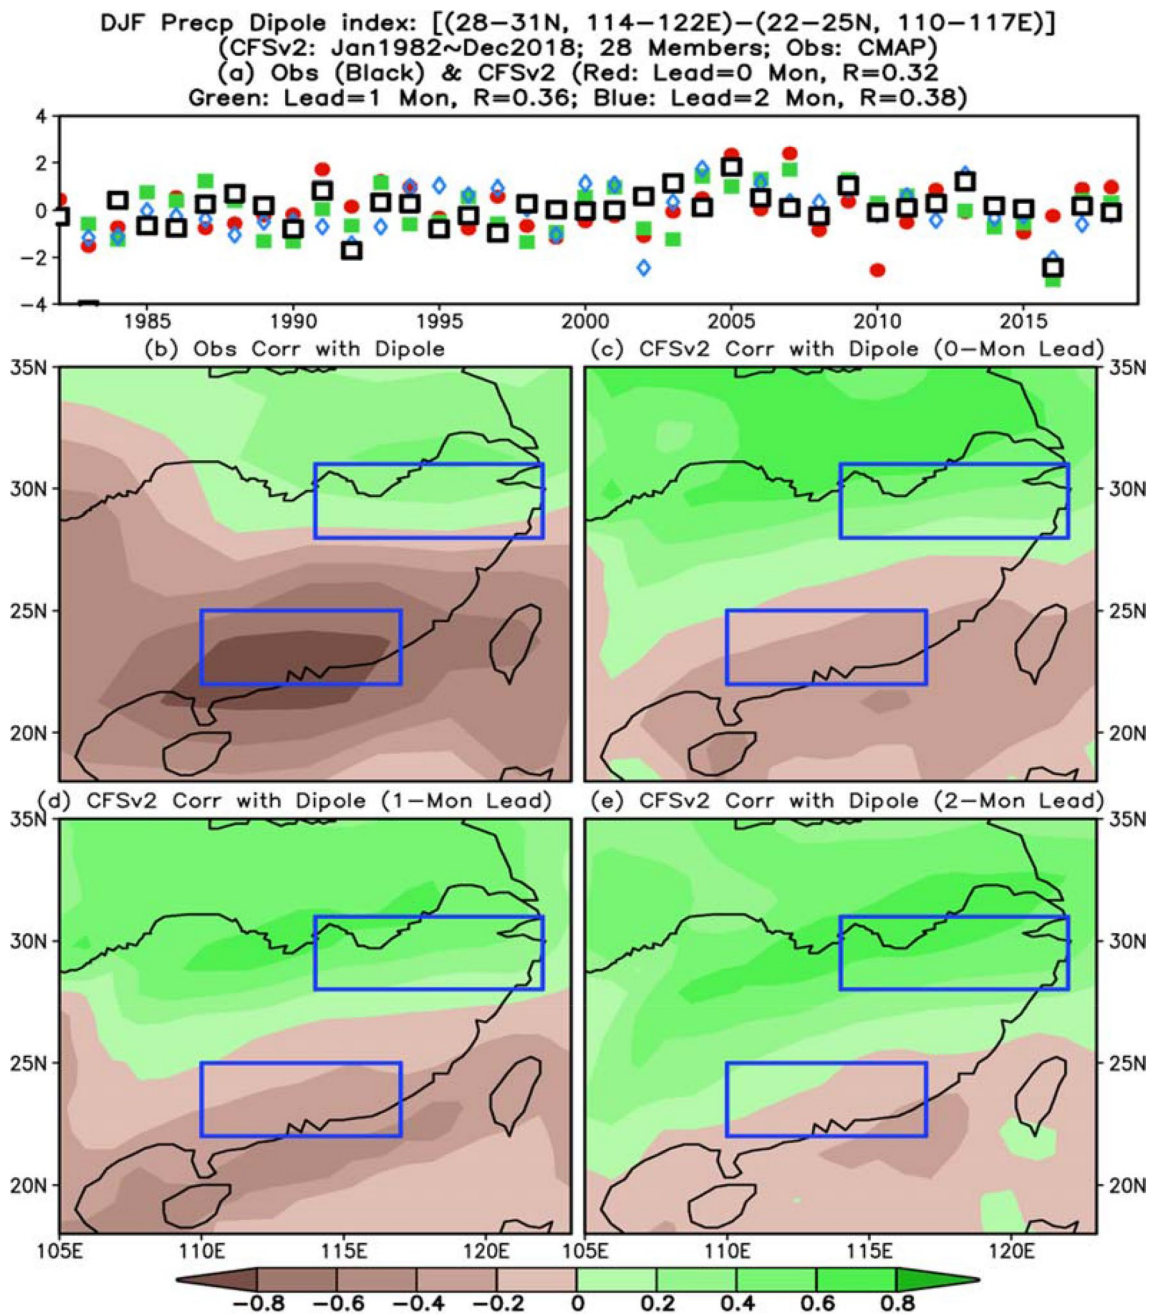 DJF Precp Dipole index: [(28−31N, 114−122E)−(22−25N, 110−117E)]
(CFSv2: Jan1982~Dec2018; 28 Members; Obs: CMAP)
(a) Obs (Black) & CFSv2 (Red: Lead=0 Mon, R=0.32
Green: Lead=1 Mon, R=0.36; Blue: Lead=2 Mon, R=0.38)
4
2
0
−2
−4
1985 1990 1995 2000 2005 2010 2015
(b) Obs Corr with Dipole (c) CFSv2 Corr with Dipole (0−Mon Lead)
35N 35N
30N 30N
25N 25N
20N 20N
(d) CFSv2 Corr with Dipole (1−Mon Lead) (e) CFSv2 Corr with Dipole (2−Mon Lead)
35N 35N
30N 30N
25N 25N
20N 20N
105E 110E 115E 120E 105E 110E 115E 120E
−0.8 −0.6 −0.4 −0.2 0 0.2 0.4 0.6 0.8